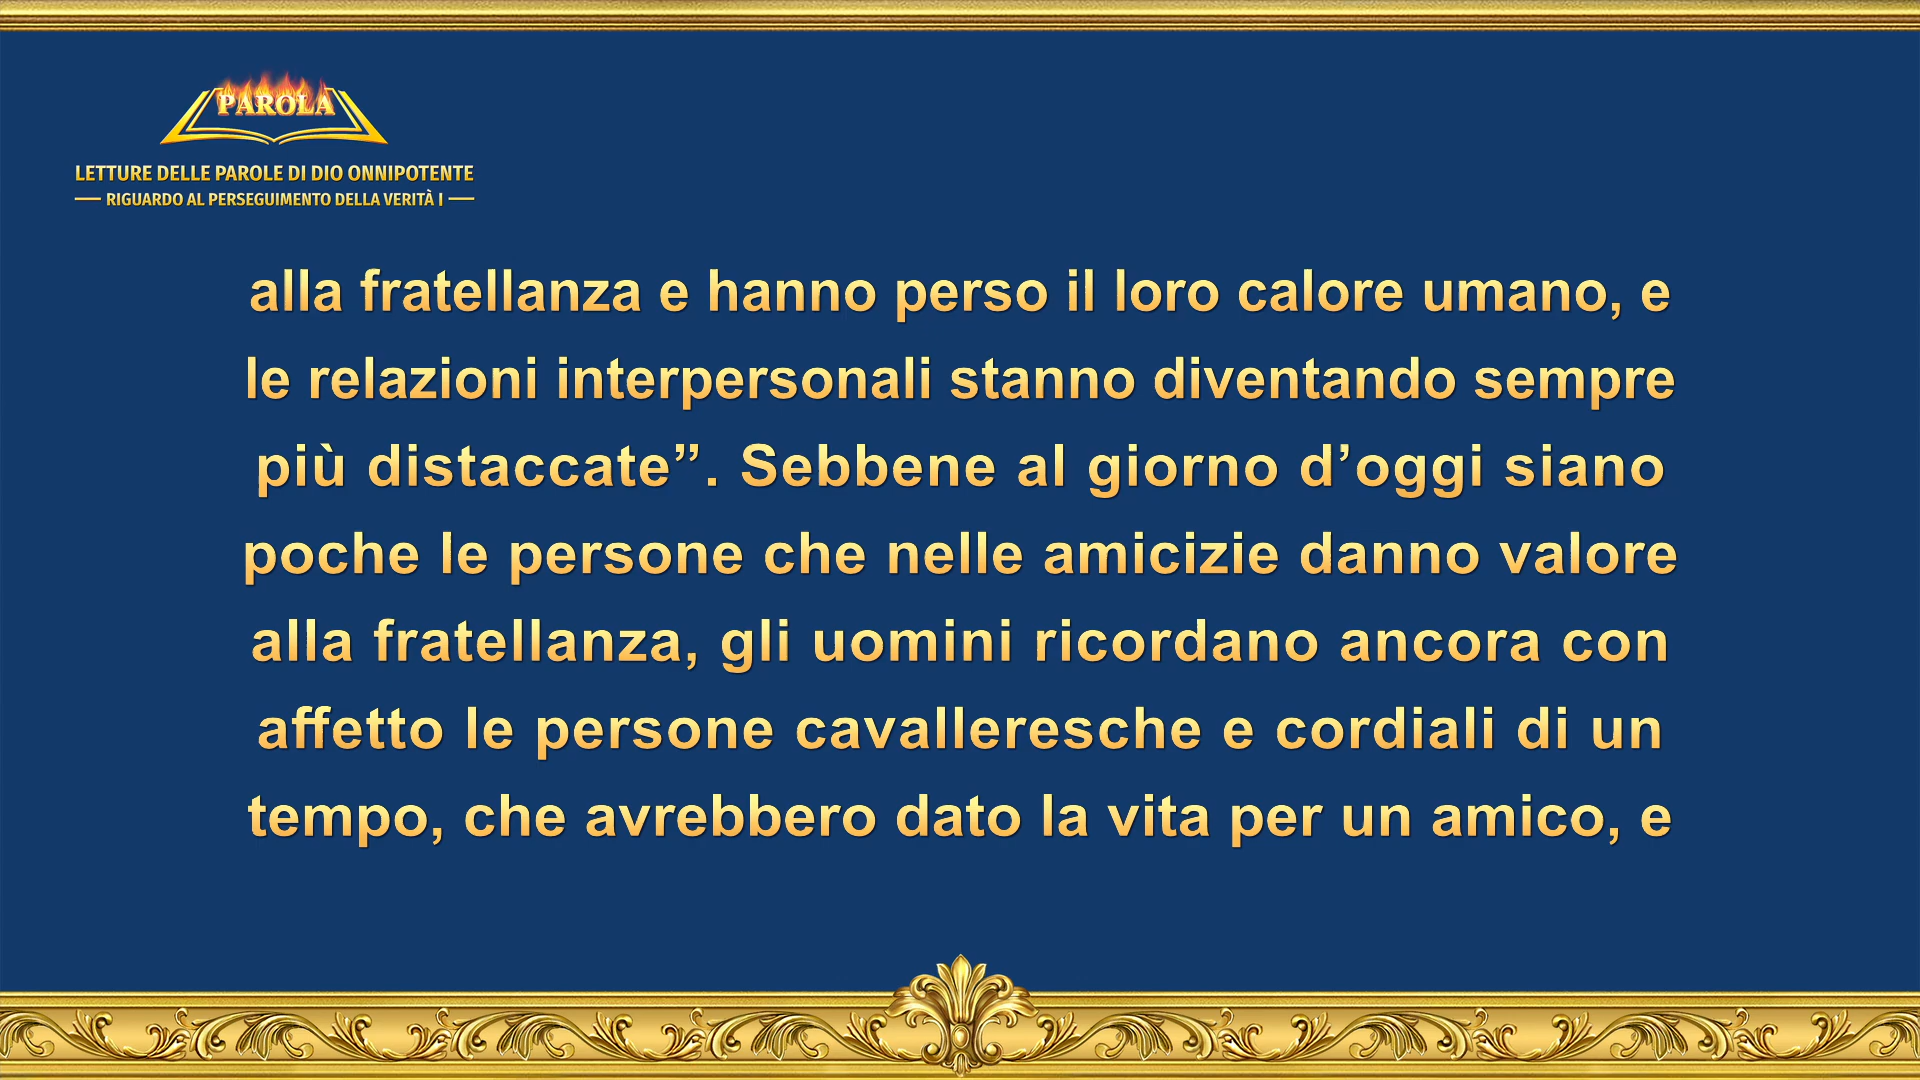 PAROLA
LETTURE DELLE PAROLE DI DIO ONNIPOTENTE
RIGUARDO AL PERSEGUIMENTO DELLA VERITÀ I
alla fratellanza e hanno perso il loro calore umano, e
le relazioni interpersonali stanno diventando sempre
più distaccate”. Sebbene al giorno d’oggi siano
poche le persone che nelle amicizie danno valore
alla fratellanza, gli uomini ricordano ancora con
affetto le persone cavalleresche e cordiali di un
tempo, che avrebbero dato la vita per un amico, e